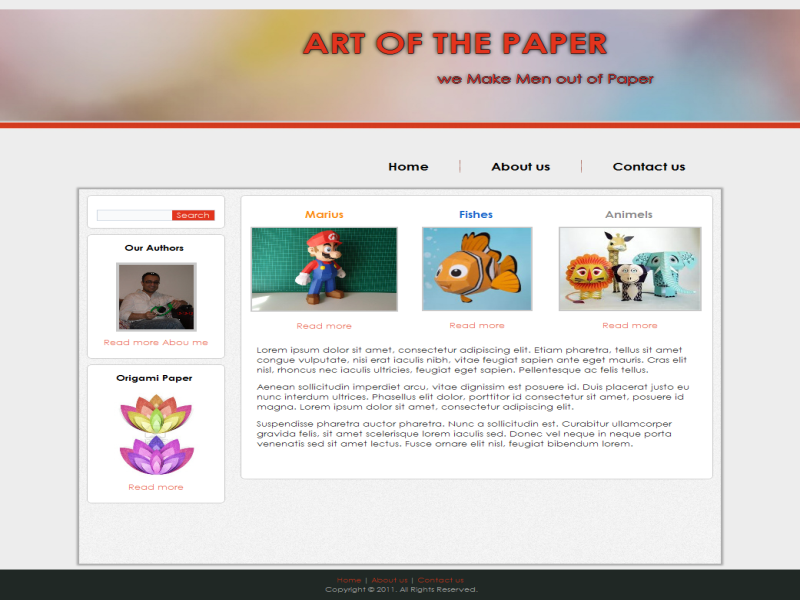 ART OF THE PAPER
we Make Men out of Paper
Home
About us
Contact us
Search
Our Authors
Read more Abou me
Origami Paper
Read more
Marius
Fishes
Animels
Read more
Read more
Read more
Lorem ipsum dolor sit amet, consectetur adipiscing elit. Etiam pharetra, tellus sit amet
congue vulputate, nisi erat iaculis nibh, vitae feugiat sapien ante eget mauris. Cras elit
nisl, rhoncus nec iaculis ultricies, feugiat eget sapien. Pellentesque ac felis tellus.
Aenean sollicitudin imperdiet arcu, vitae dignissim est posuere id. Duis placerat justo eu
nunc interdum ultrices. Phasellus elit dolor, porttitor id consectetur sit amet, posuere id
magna. Lorem ipsum dolor sit amet, consectetur adipiscing elit.
Suspendisse pharetra auctor pharetra. Nunc a sollicitudin est. Curabitur ullamcorper
gravida felis, sit amet scelerisque lorem iaculis sed. Donec vel neque in neque porta
venenatis sed sit amet lectus. Fusce ornare elit nisl, feugiat bibendum lorem.
Home | About us | Contact us
Copyright © 2011. All Rights Reserved.